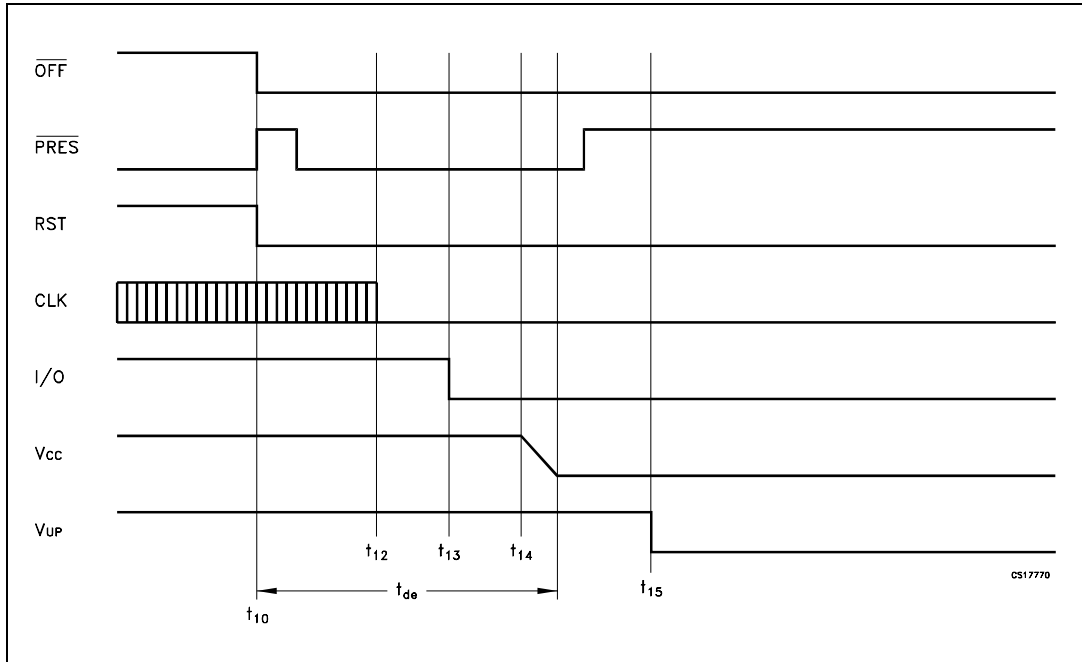 OFF
PRES
RST
CLK
I/O
Vcc
VUP
t12 t13 t14
tde
t10
t15
CS17770